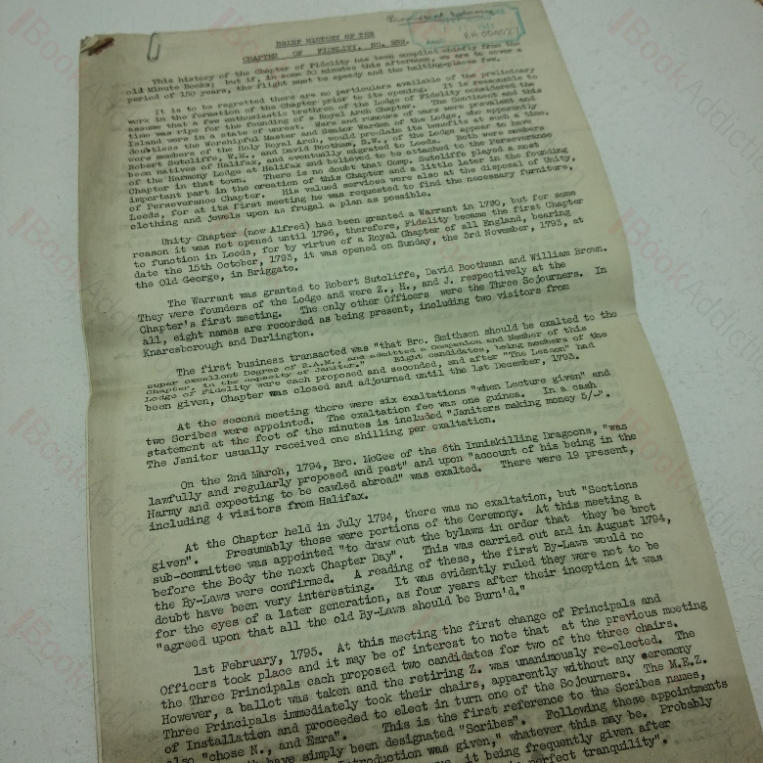 BRIEF HISTORY OF THE
CHAPTER OF FIDELITY, NO. 289.
This history of the Chapter of Fidelity has been compiled chiefly from the
old Minute Books; but if, in some 30 minutes this afternoon, we are to cover a
period of 150 years, the flight must be speedy and the halting-places few.
It is to be regretted there are no particulars available of the preliminary
work in the formation of the Chapter prior to its opening. It is reasonable to
assume that a few enthusiastic brethren of the Lodge of Fidelity considered the
time was ripe for the founding of a Royal Arch Chapter. The Continent and this
Island were in a state of unrest. Wars and rumours of wars were prevalent and
doubtless the Worshipful Master and Senior Warden of the Lodge, who apparently
were members of the Holy Royal Arch, would proclaim its benefits at such a time.
Robert Sutcliffe, W.M., and David Boothman, S.W., of the Lodge appear to have
been natives of Halifax, and eventually migrated to Leeds. Both were members
of the Harmony Lodge at Halifax and believed to be attached to the Perseverance
Chapter in that town. There is no doubt that Comp. Sutcliffe played a most
important part in the creation of this Chapter and a little later in the founding
of Perseverance Chapter. His valued services were also at the disposal of Unity,
Leeds, for at its first meeting he was requested to find the necessary furniture,
clothing and jewels upon as frugal a plan as possible.
Unity Chapter (now Alfred) had been granted a Warrant in 1790, but for some
reason it was not opened until 1796, therefore, Fidelity became the first Chapter
to function in Leeds, for by virtue of a Royal Chapter of all England, bearing
date the 15th October, 1793, it was opened on Sunday, the 3rd November, 1793, at
the Old George, in Briggate.
The Warrant was granted to Robert Sutcliffe, David Boothman and William Brown.
They were founders of the Lodge and were Z., H., and J. respectively at the
Chapter's first meeting. The only other Officers were the Three Sojourners. In
all, eight names are recorded as being present, including two visitors from
Knaresborough and Darlington.
The first business transacted was "that Bro. Smithson should be exalted to the
super excellent Degree of R.A.M., and admitted a Companion and Member of this
Chapter, in the capacity of Janitor." Eight candidates, being members of the
Lodge of Fidelity were each proposed and seconded, and after "The Lesson" had
been given, Chapter was closed and adjourned until the 1st December, 1793.
At the second meeting there were six exaltations "when Lecture given" and
two Scribes were appointed. The exaltation fee was one guinea. In a cash
statement at the foot of the minutes is included "Janitors making money 5/-".
The Janitor usually received one shilling per exaltation.
On the 2nd March, 1794, Bro. McGee of the 6th Inniskilling Dragoons, "was
lawfully and regularly proposed and past" and upon "account of his being in the
Harmy and expecting to be cawled abroad" was exalted. There were 19 present,
including 4 visitors from Halifax.
At the Chapter held in July 1794, there was no exaltation, but "Sections
given". Presumably these were portions of the Ceremony. At this meeting a
sub-committee was appointed "to draw out the bylaws in order that they be brot
before the Body the next Chapter Day". This was carried out and in August 1794,
the By-Laws were confirmed. A reading of these, the first By-Laws would no
doubt have been very interesting. It was evidently ruled they were not to be
for the eyes of a later generation, as four years after their inception it was
"agreed upon that all the old By-Laws should be Burn'd."
1st February, 1795. At this meeting the first change of Principals and
Officers took place and it may be of interest to note that at the previous meeting
the Three Principals each proposed two candidates for two of the three chairs.
However, a ballot was taken and the retiring Z. was unanimously re-elected. The
Three Principals immediately took their chairs, apparently without any ceremony
of Installation and proceeded to elect in turn one of the Sojourners. The M.E.Z.
also "chose N., and Ezra". This is the first reference to the Scribes names,
have simply been designated "Scribes". Following these appointments
Introduction was given," whatever this may be. Probably
it being frequently given after
perfect tranquility".